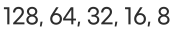 128, 64, 32, 16, 8